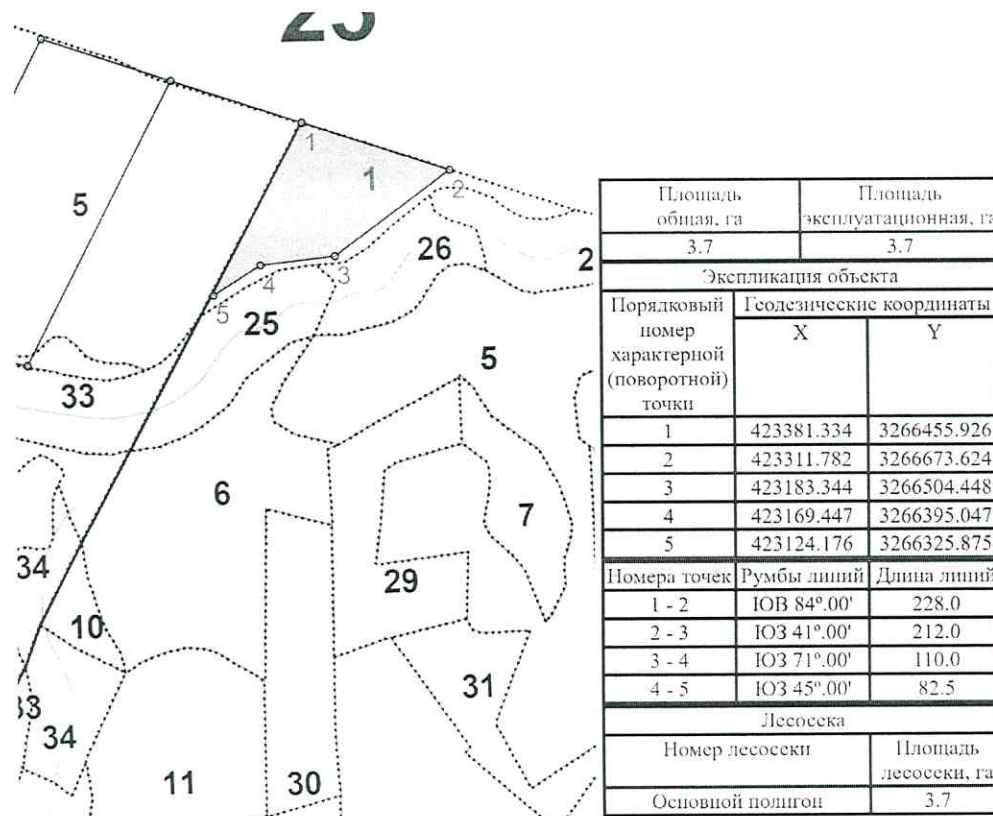 25
1
1
2
5
26
2
3
4
5
25
5
33
6
7
34
29
10
33
31
34
11
30
Площадь общая, га
Площадь эксплуатационная, га
3.7
3.7
Экспликация объекта
Порядковый номер характерной (поворотной) точки
Геодезические координаты
X
Y
1
423381.334
3266455.926
2
423311.782
3266673.624
3
423183.344
3266504.448
4
423169.447
3266395.047
5
423124.176
3266325.875
Номера точек
Румбы линий
Длина линий
1 - 2
ЮВ 84°.00'
228.0
2 - 3
ЮЗ 41°.00'
212.0
3 - 4
ЮЗ 71°.00'
110.0
4 - 5
ЮЗ 45°.00'
82.5
Лесосека
Номер лесосеки
Площадь лесосеки, га
Основной полигон
3.7